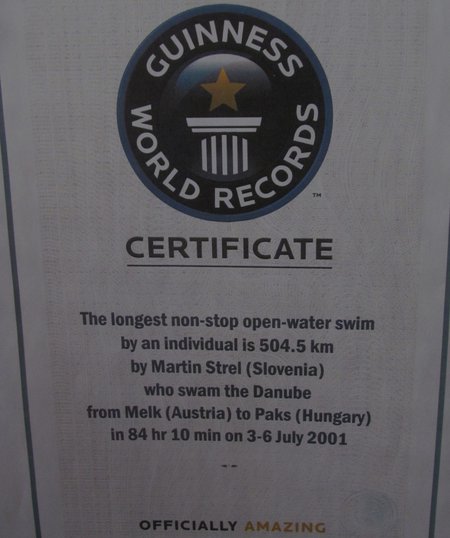 GUINNESS
WORLD RECORDS
™
CERTIFICATE
The longest non-stop open-water swim
by an individual is 504.5 km
by Martin Strel (Slovenia)
who swam the Danube
from Melk (Austria) to Paks (Hungary)
in 84 hr 10 min on 3-6 July 2001
--
OFFICIALLY AMAZING